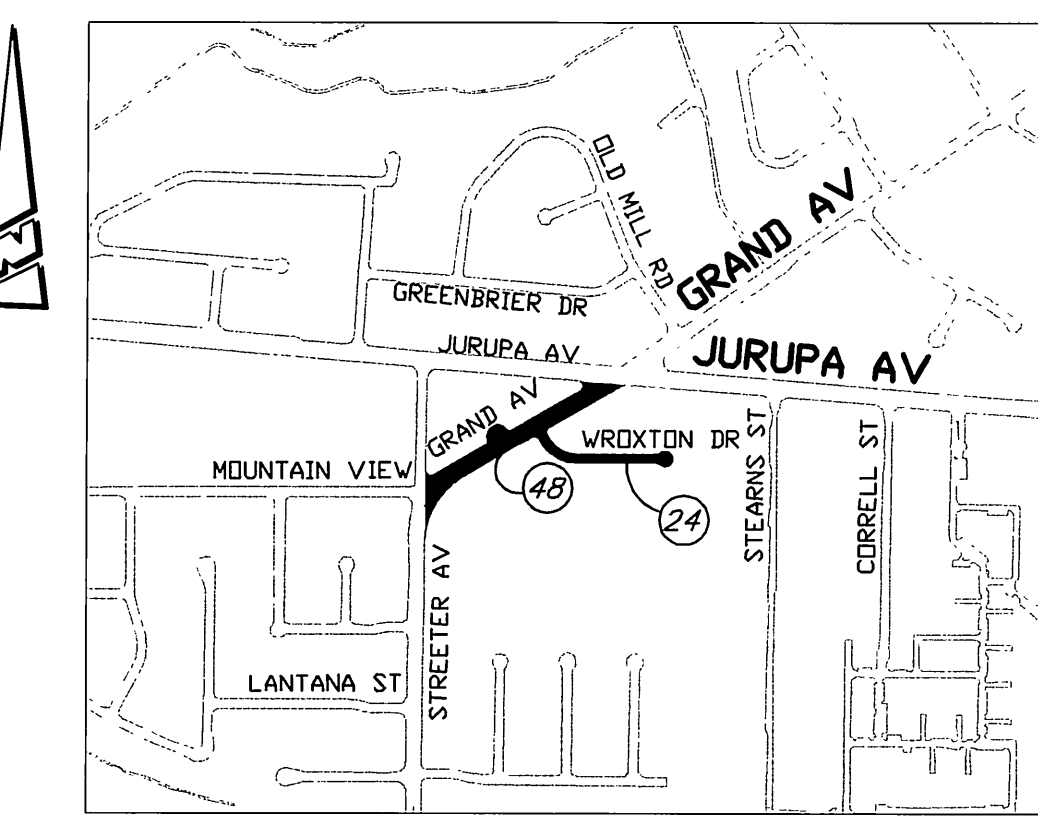 OLD MILL RD
GRAND AV
GREENBRIER DR
JURUPA AV
JURUPA AV
GRAND AV
WROXTON DR
MOUNTAIN VIEW
48
24
STEARNS ST
CORRELL ST
STREETER AV
LANTANA ST
N